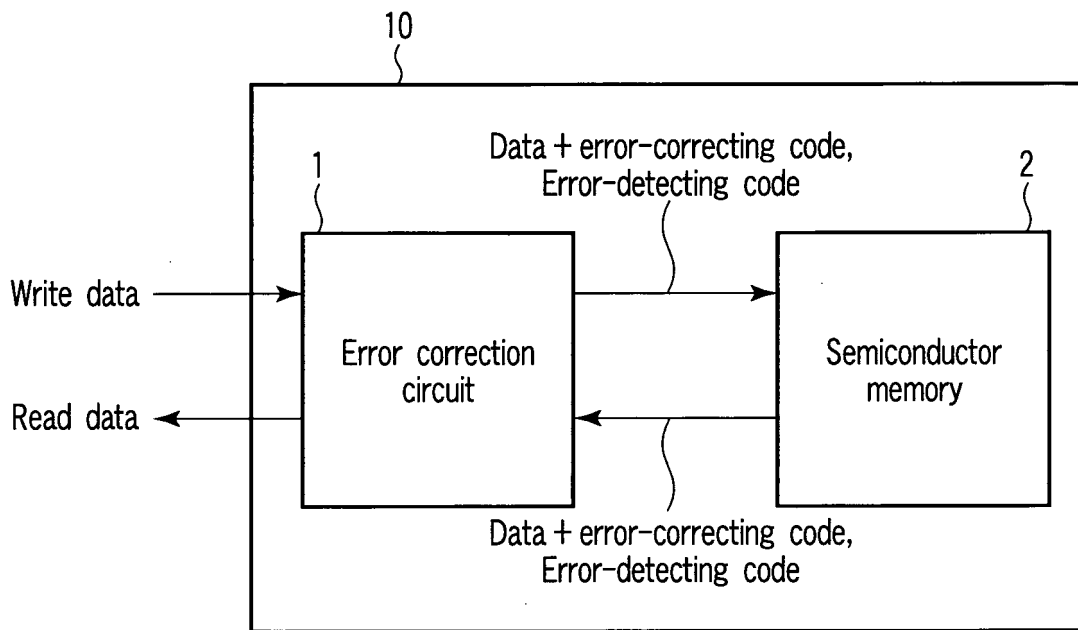 10
Data + error-correcting code,
Error-detecting code
1
2
Write data
Error correction
circuit
Semiconductor
memory
Read data
Data + error-correcting code,
Error-detecting code